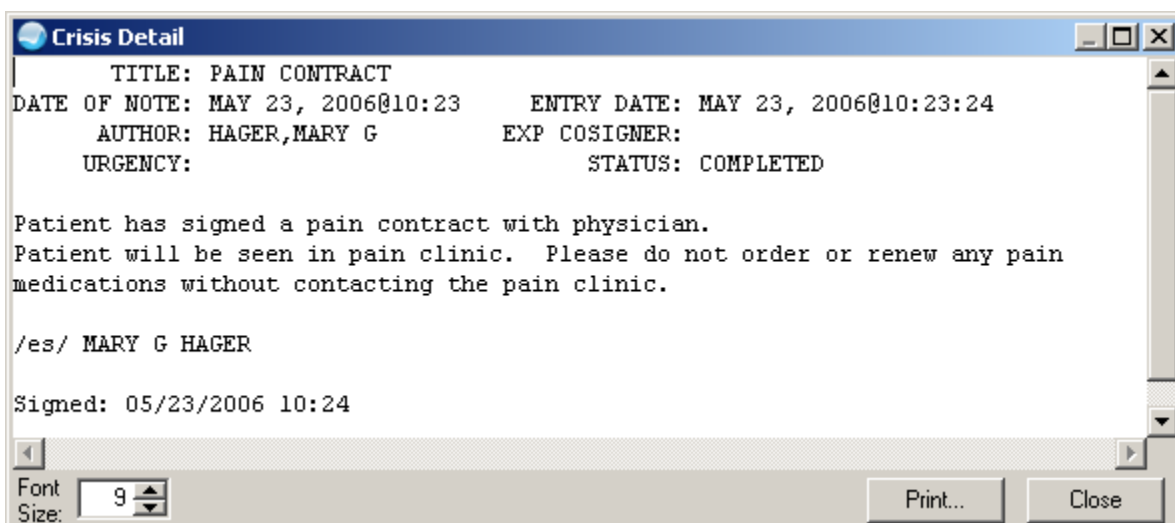 Crisis Detail
TITLE: PAIN CONTRACT
DATE OF NOTE: MAY 23, 2006@10:23 ENTRY DATE: MAY 23, 2006@10:23:24
AUTHOR: HAGER,MARY G EXP COSIGNER:
URGENCY: STATUS: COMPLETED
Patient has signed a pain contract with physician.
Patient will be seen in pain clinic. Please do not order or renew any pain
medications without contacting the pain clinic.
/es/ MARY G HAGER
Signed: 05/23/2006 10:24
Font
Size: 9 Print... Close